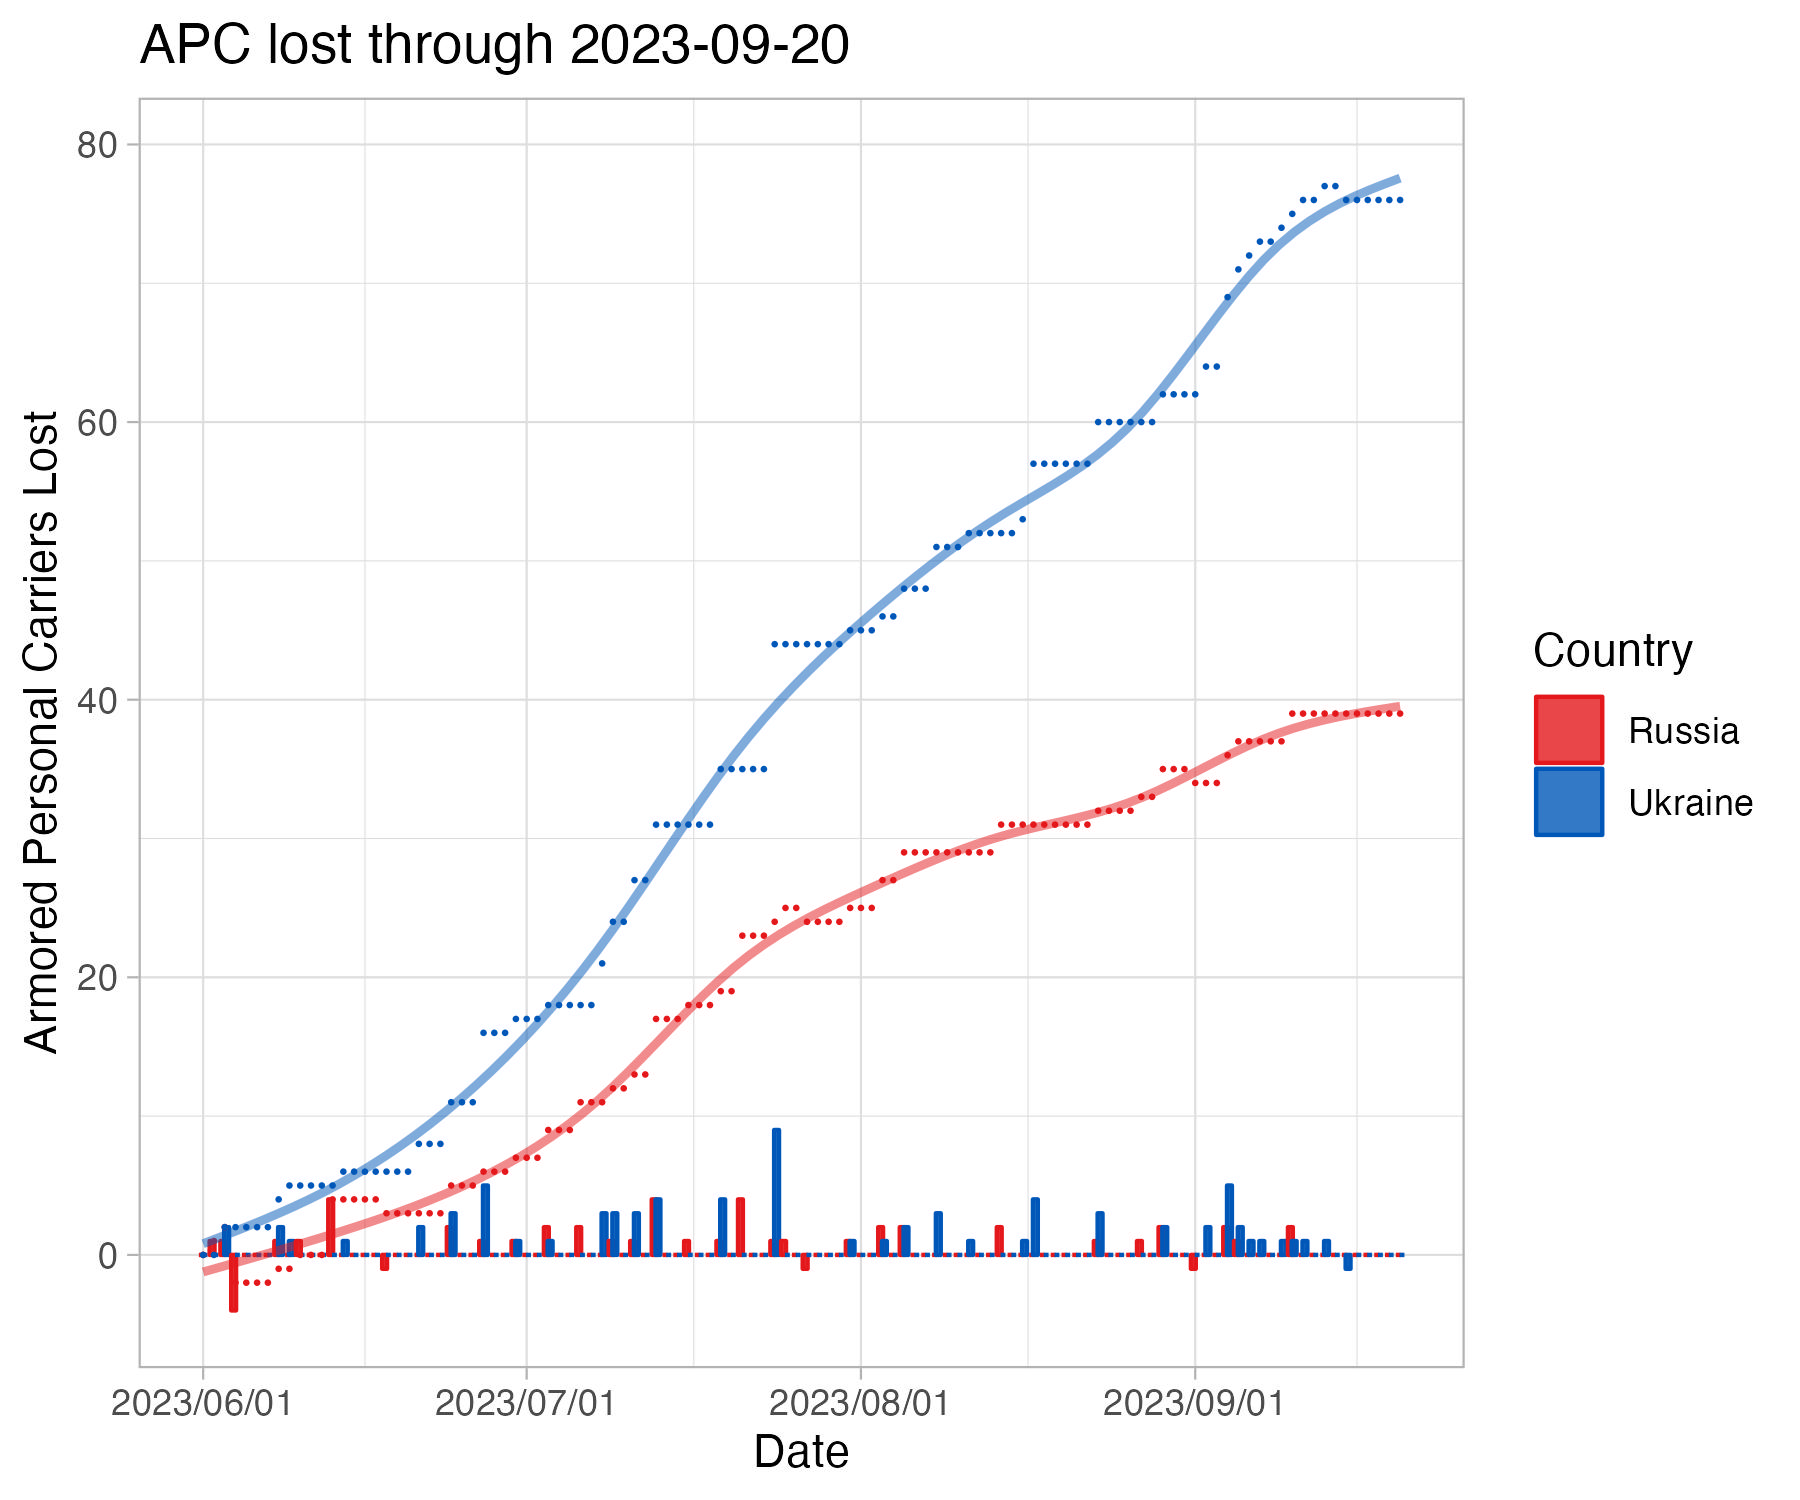 APC lost through 2023-09-20
Armored Personal Carriers Lost
80
60
40
20
0
2023/06/01 2023/07/01 2023/08/01 2023/09/01
Date
Country
Russia
Ukraine